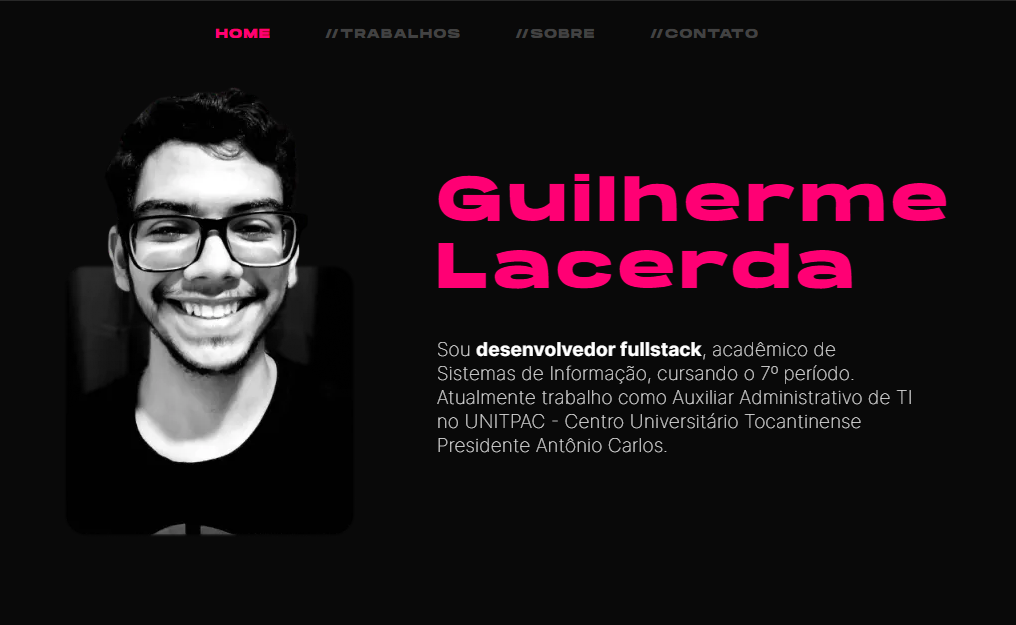 HOME //TRABALHOS //SOBRE //CONTATO
Guilherme
Lacerda
Sou desenvolvedor fullstack, acadêmico de
Sistemas de Informação, cursando o 7º período.
Atualmente trabalho como Auxiliar Administrativo de TI
no UNITPAC - Centro Universitário Tocantinense
Presidente Antônio Carlos.